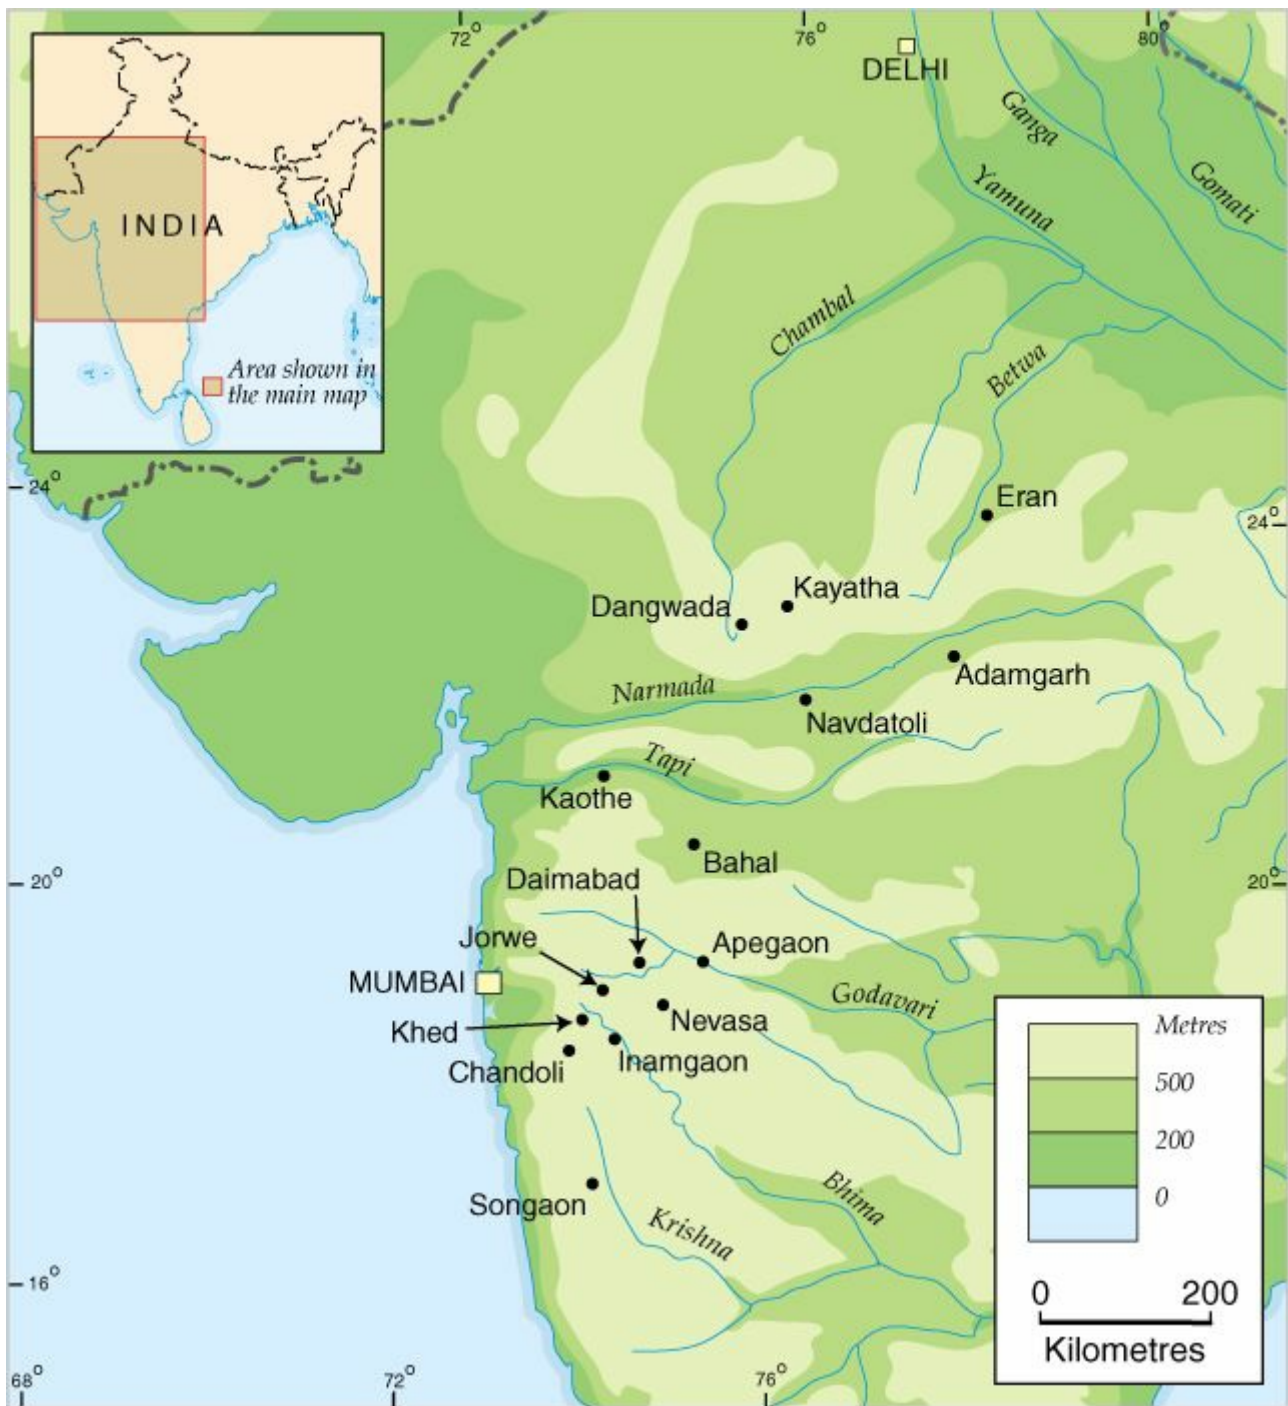 72°
76°
80°
DELHI
Ganga
Gomati
Yamuna
INDIA
Area shown in
the main map
Chambal
Betwa
24°
Eran
24°
Kayatha
Dangwada
Adamgarh
Narmada
Navdatoli
Tapi
Kaothe
Bahal
20°
20°
Daimabad
Jorwe
Apegaon
MUMBAI
Godavari
Nevasa
Khed
Inamgaon
Chandoli
Metres
500
200
0
Songaon
Bhima
Krishna
16°
0 200
Kilometres
68°
72°
76°